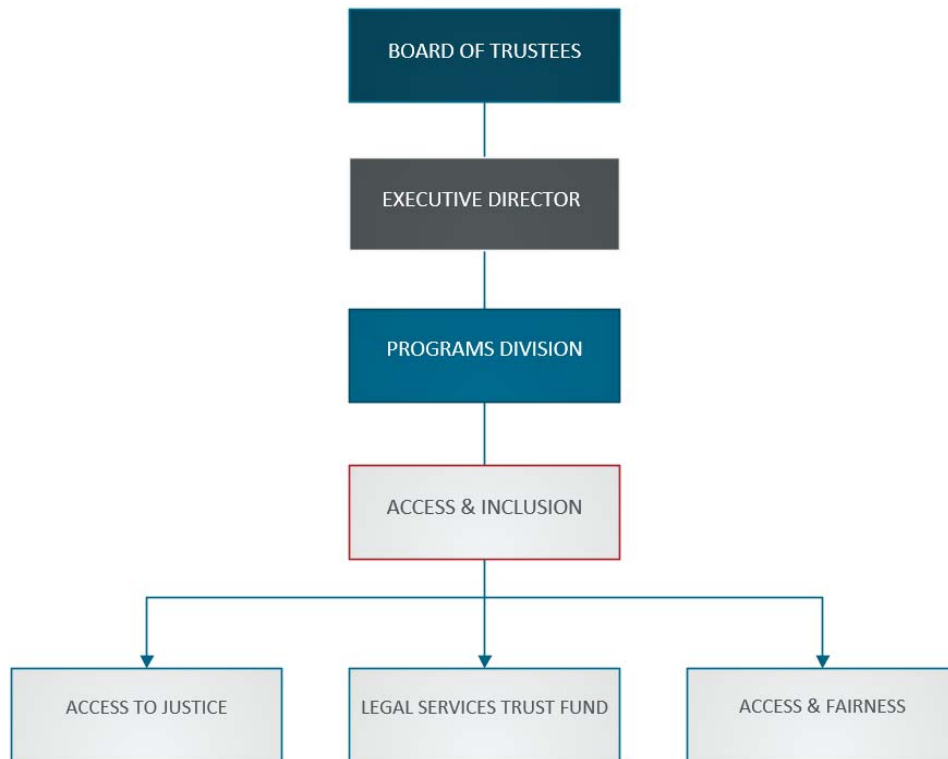 BOARD OF TRUSTEES
EXECUTIVE DIRECTOR
PROGRAMS DIVISION
ACCESS & INCLUSION
ACCESS TO JUSTICE
LEGAL SERVICES TRUST FUND
ACCESS & FAIRNESS